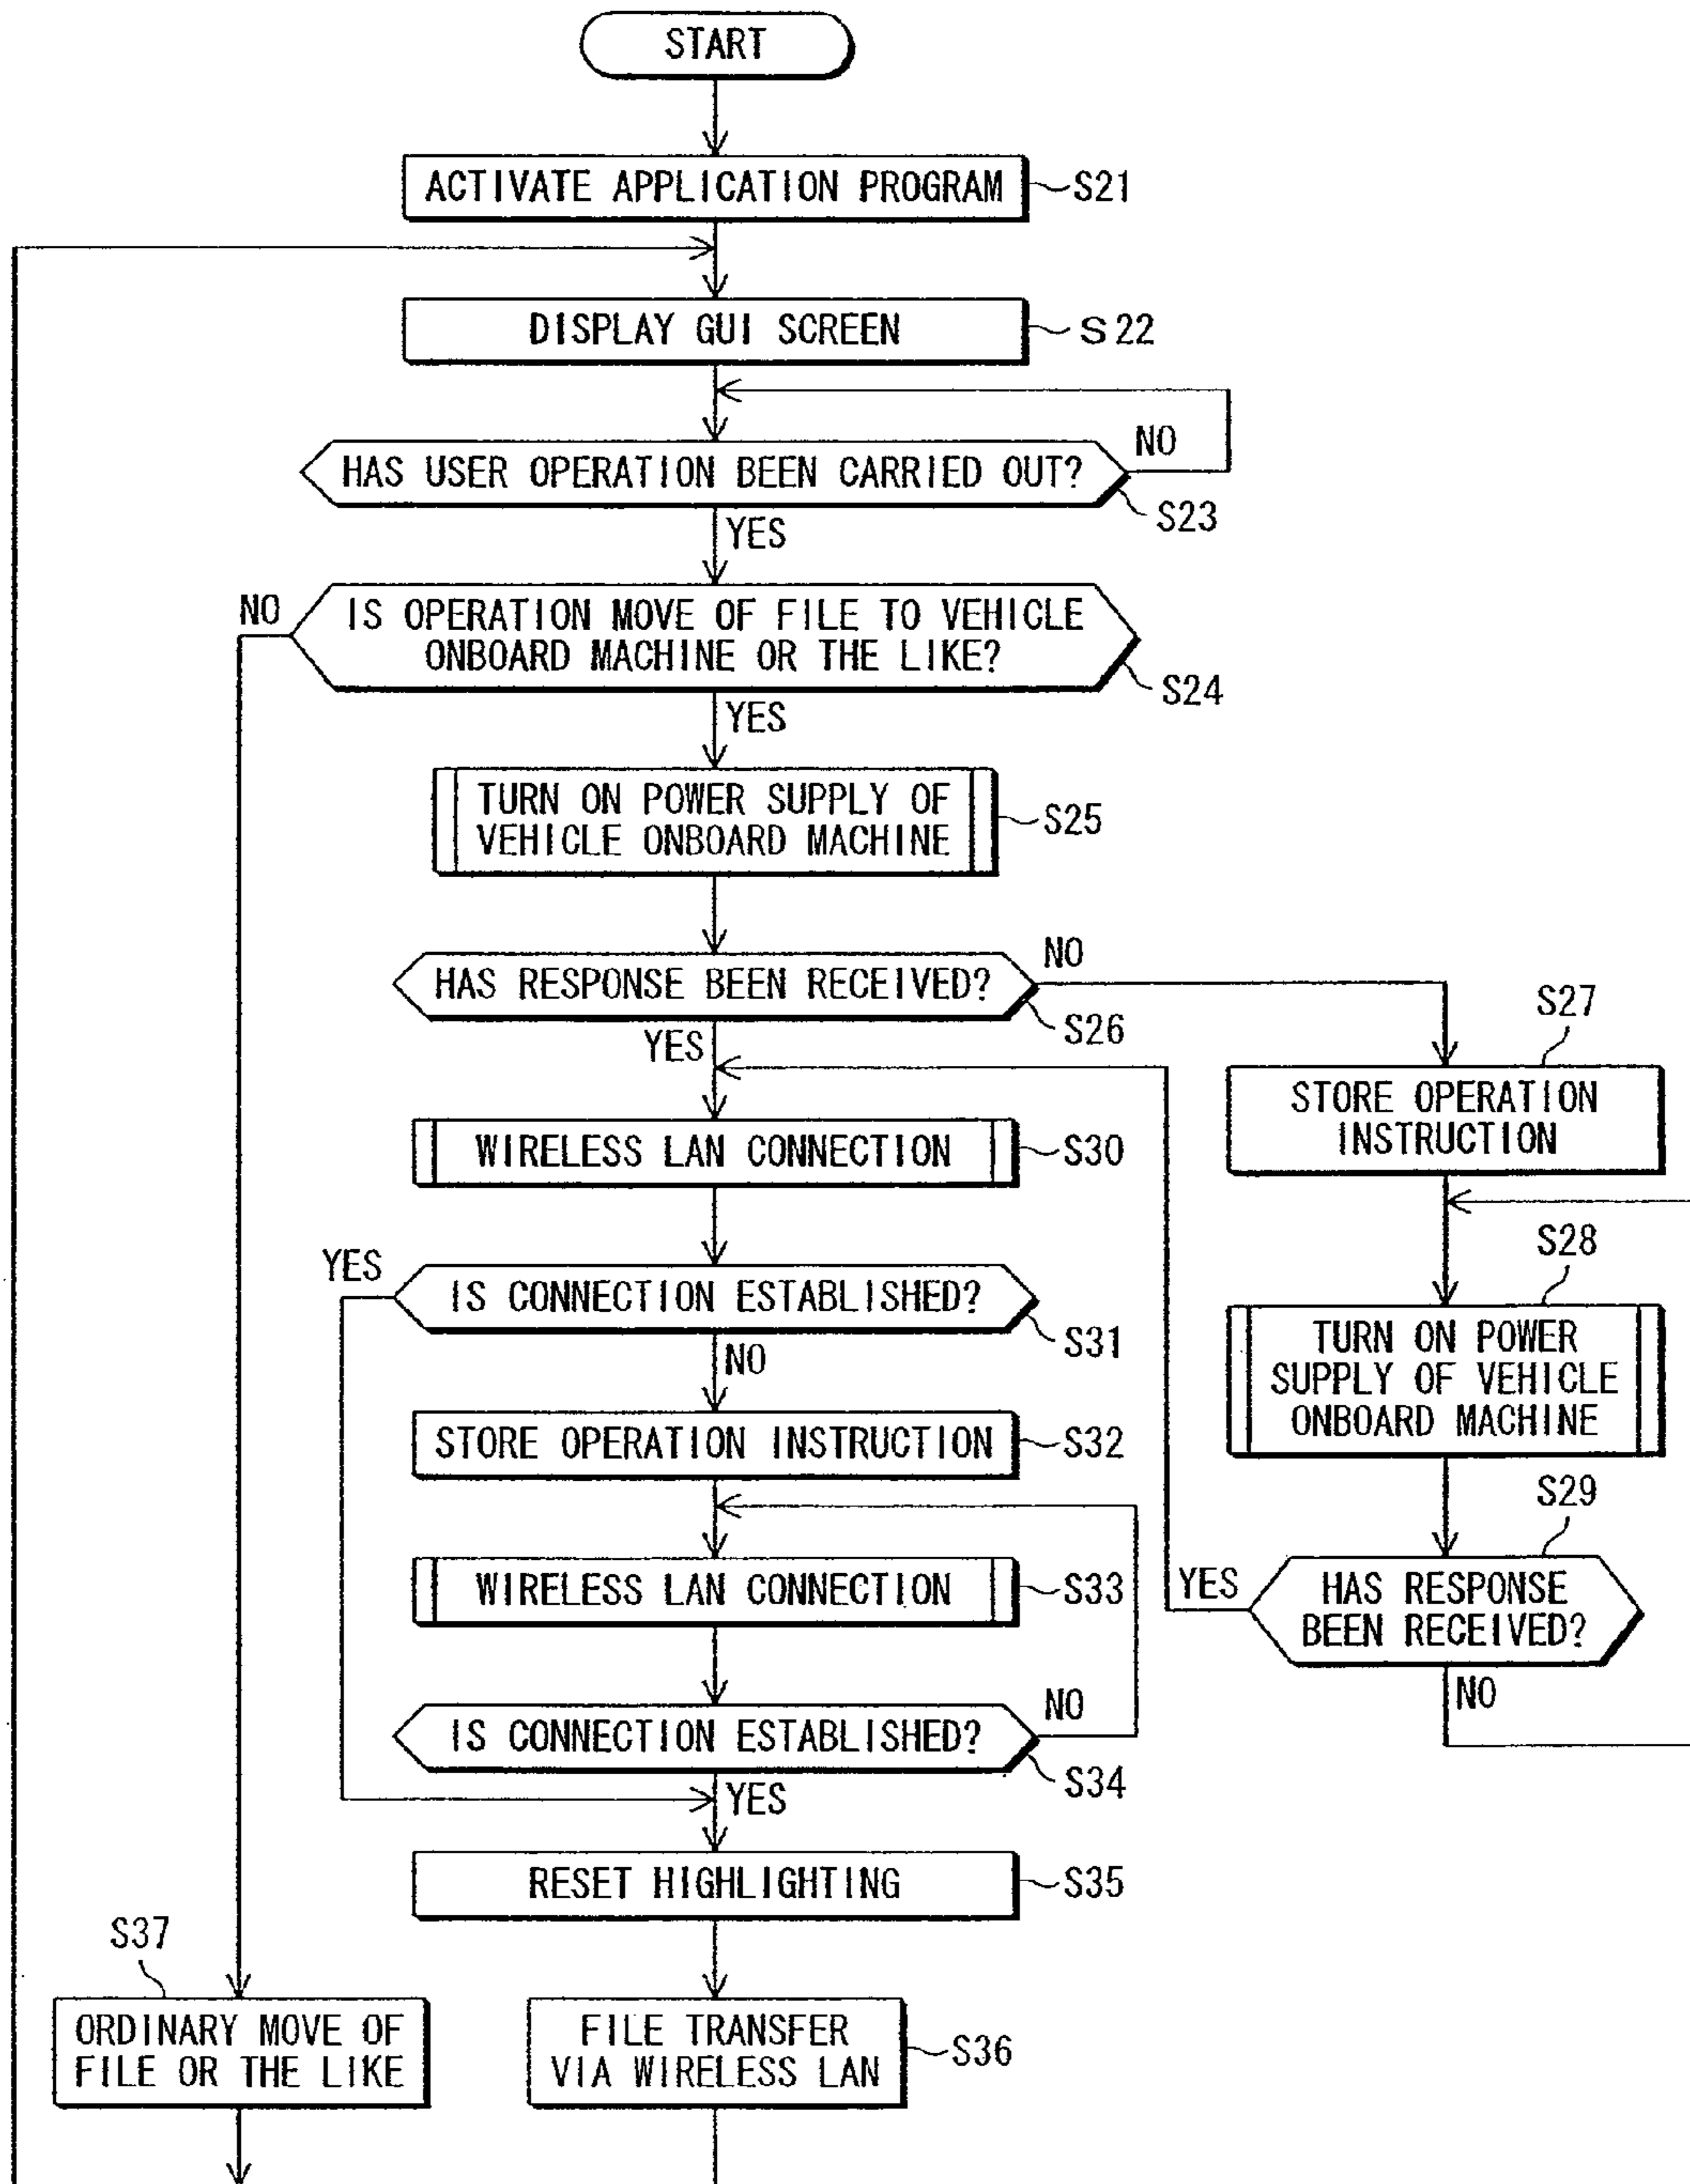 START
ACTIVATE APPLICATION PROGRAM
S21
DISPLAY GUI SCREEN
S22
NO
HAS USER OPERATION BEEN CARRIED OUT?
S23
YES
NO
IS OPERATION MOVE OF FILE TO VEHICLE
ONBOARD MACHINE OR THE LIKE?
S24
YES
TURN ON POWER SUPPLY OF
VEHICLE ONBOARD MACHINE
S25
NO
HAS RESPONSE BEEN RECEIVED?
S26
YES
S27
STORE OPERATION
INSTRUCTION
WIRELESS LAN CONNECTION
S30
S28
TURN ON POWER
SUPPLY OF VEHICLE
ONBOARD MACHINE
YES
IS CONNECTION ESTABLISHED?
S31
NO
STORE OPERATION INSTRUCTION
S32
S29
YES
HAS RESPONSE
BEEN RECEIVED?
NO
WIRELESS LAN CONNECTION
S33
NO
IS CONNECTION ESTABLISHED?
S34
YES
RESET HIGHLIGHTING
S35
S37
ORDINARY MOVE OF
FILE OR THE LIKE
FILE TRANSFER
VIA WIRELESS LAN
S36